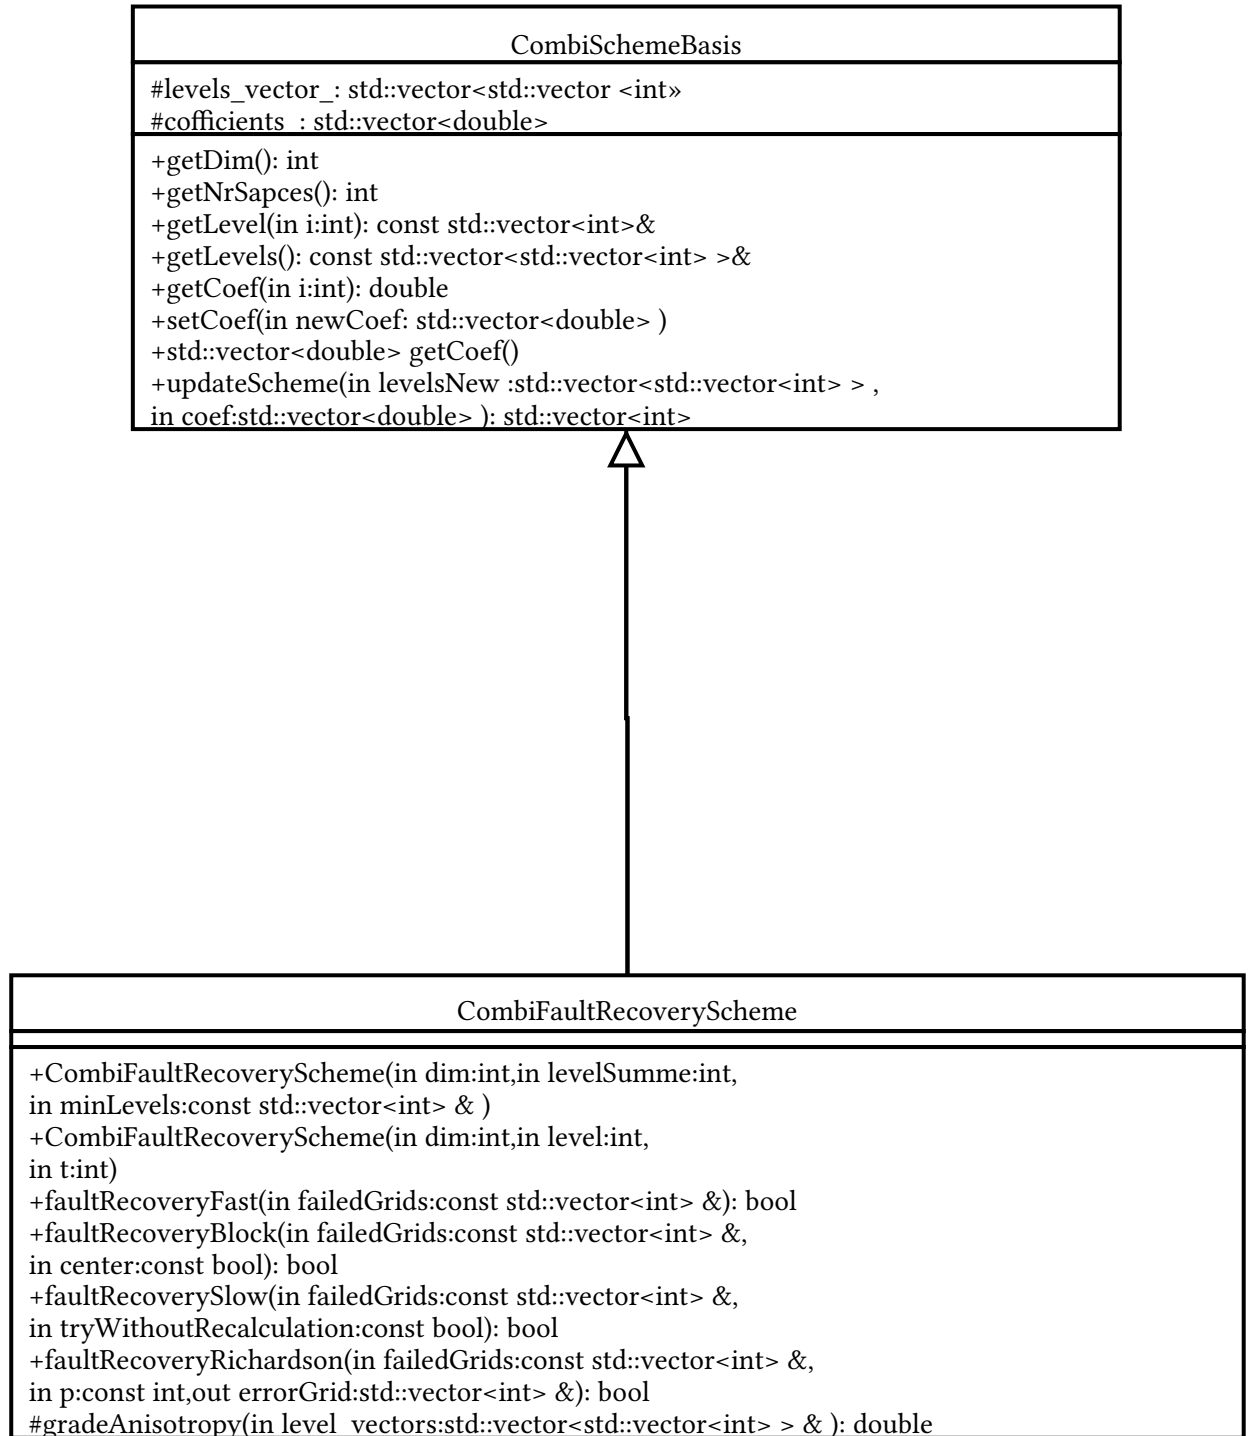 CombiSchemeBasis
#levels_vector_: std::vector<std::vector <int»
#cofficients_: std::vector<double>
+getDim(): int
+getNrSapces(): int
+getLevel(in i:int): const std::vector<int>&
+getLevels(): const std::vector<std::vector<int> >&
+getCoef(in i:int): double
+setCoef(in newCoef: std::vector<double> )
+std::vector<double> getCoef()
+updateScheme(in levelsNew :std::vector<std::vector<int> > ,
in coef:std::vector<double> ): std::vector<int>
CombiFaultRecoveryScheme
+CombiFaultRecoveryScheme(in dim:int,in levelSumme:int,
in minLevels:const std::vector<int> & )
+CombiFaultRecoveryScheme(in dim:int,in level:int,
in t:int)
+faultRecoveryFast(in failedGrids:const std::vector<int> &): bool
+faultRecoveryBlock(in failedGrids:const std::vector<int> &,
in center:const bool): bool
+faultRecoverySlow(in failedGrids:const std::vector<int> &,
in tryWithoutRecalculation:const bool): bool
+faultRecoveryRichardson(in failedGrids:const std::vector<int> &,
in p:const int,out errorGrid:std::vector<int> &): bool
#gradeAnisotropy(in level_vectors:std::vector<std::vector<int> > & ): double